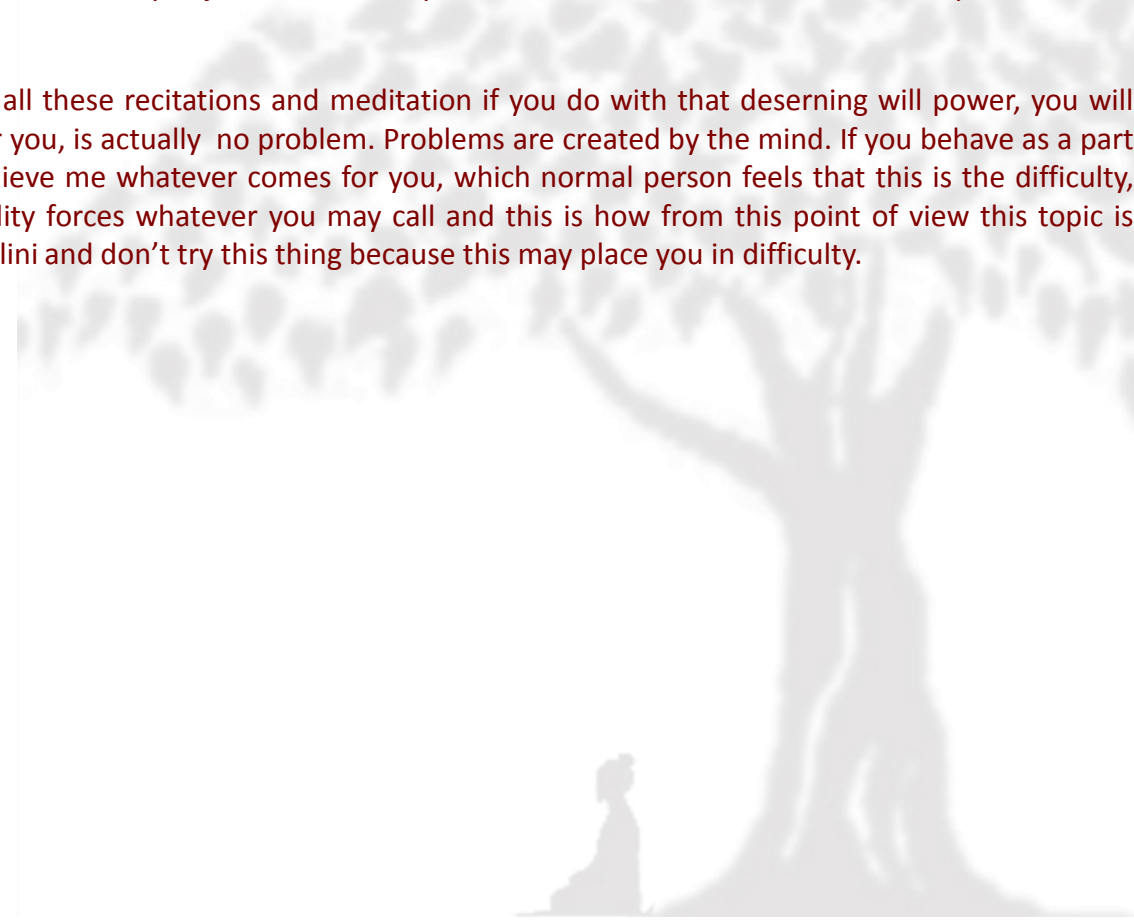 all these recitations and meditation if you do with that deserning will power, you will
you, is actually no problem. Problems are created by the mind. If you behave as a part
me whatever comes for you, which normal person feels that this is the difficulty,
forces whatever you may call and this is how from this point of view this topic is
and don't try this thing because this may place you in difficulty.